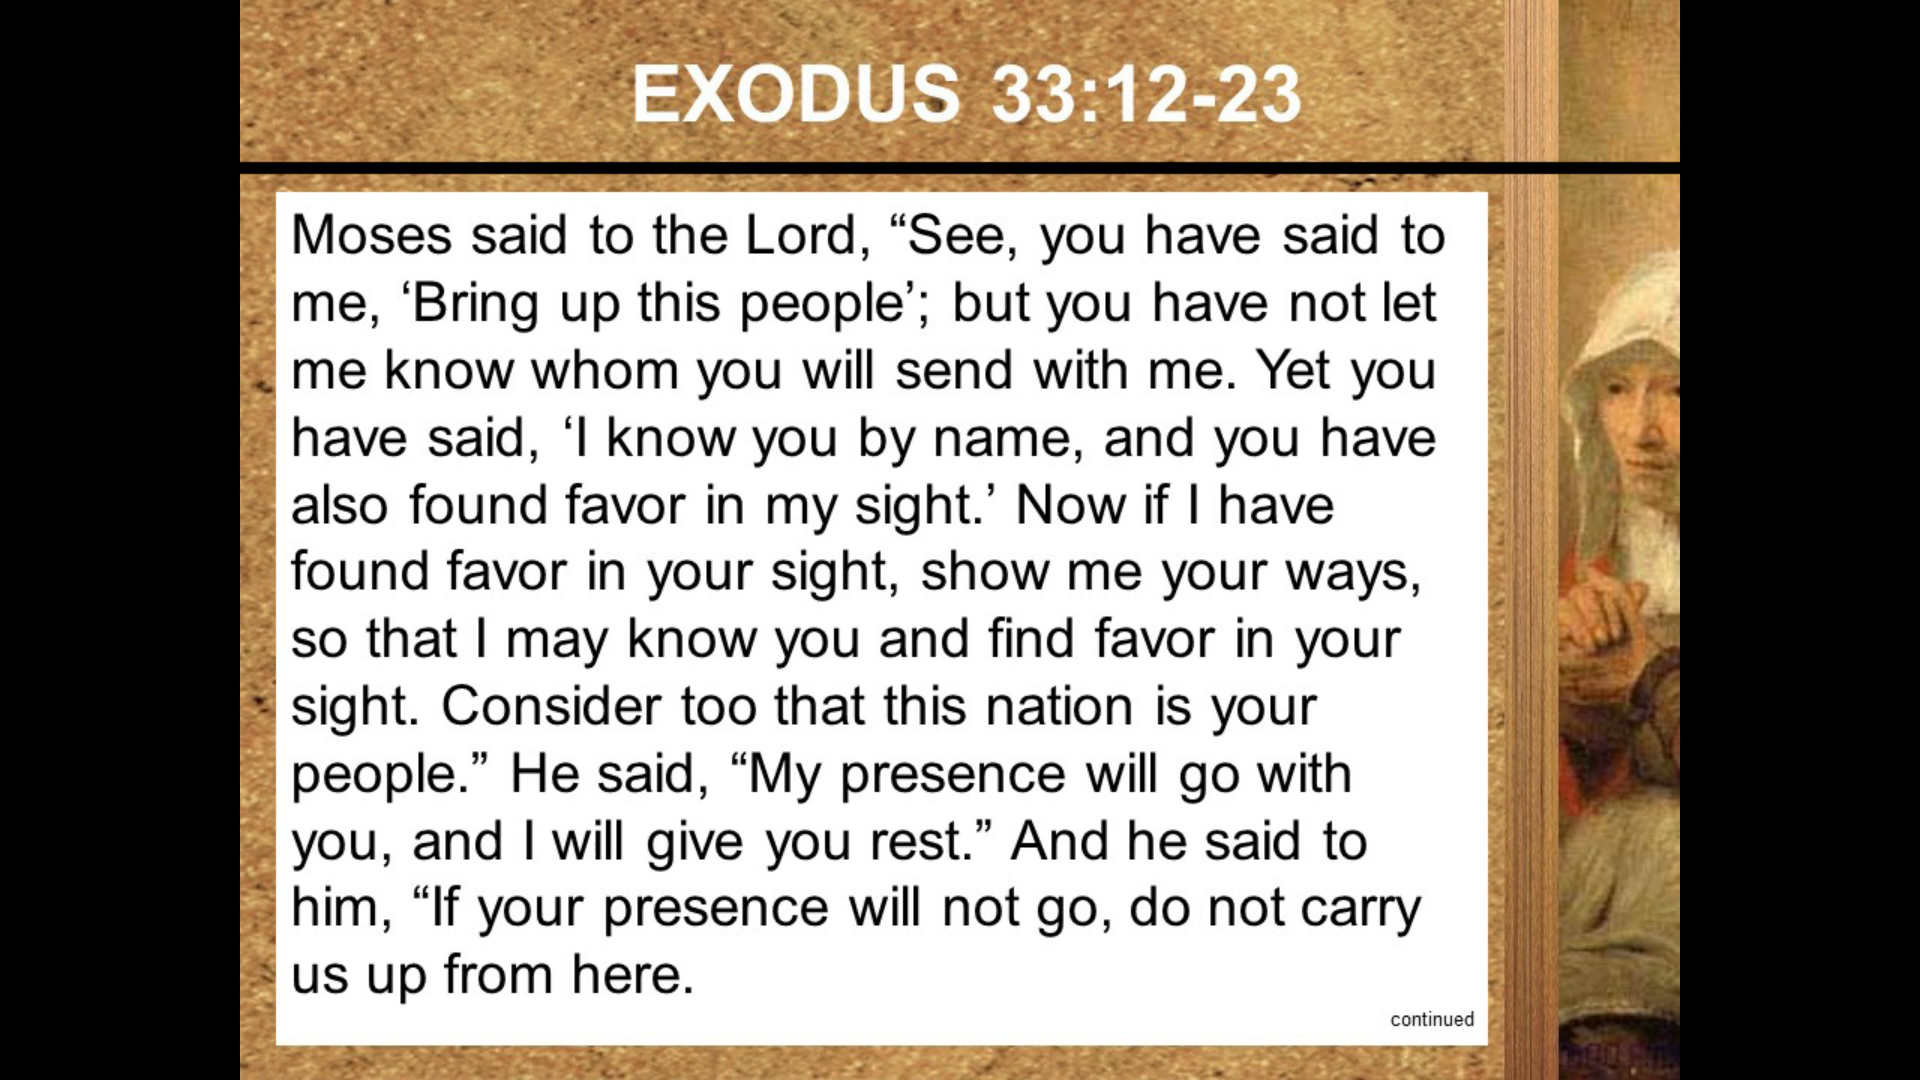 EXODUS 33:12-23
Moses said to the Lord, “See, you have said to
me, ‘Bring up this people’; but you have not let
me know whom you will send with me. Yet you
have said, ‘I know you by name, and you have
also found favor in my sight.’ Now if I have
found favor in your sight, show me your ways,
so that I may know you and find favor in your
sight. Consider too that this nation is your
people.” He said, “My presence will go with
you, and I will give you rest.” And he said to
him, “If your presence will not go, do not carry
us up from here.
continued